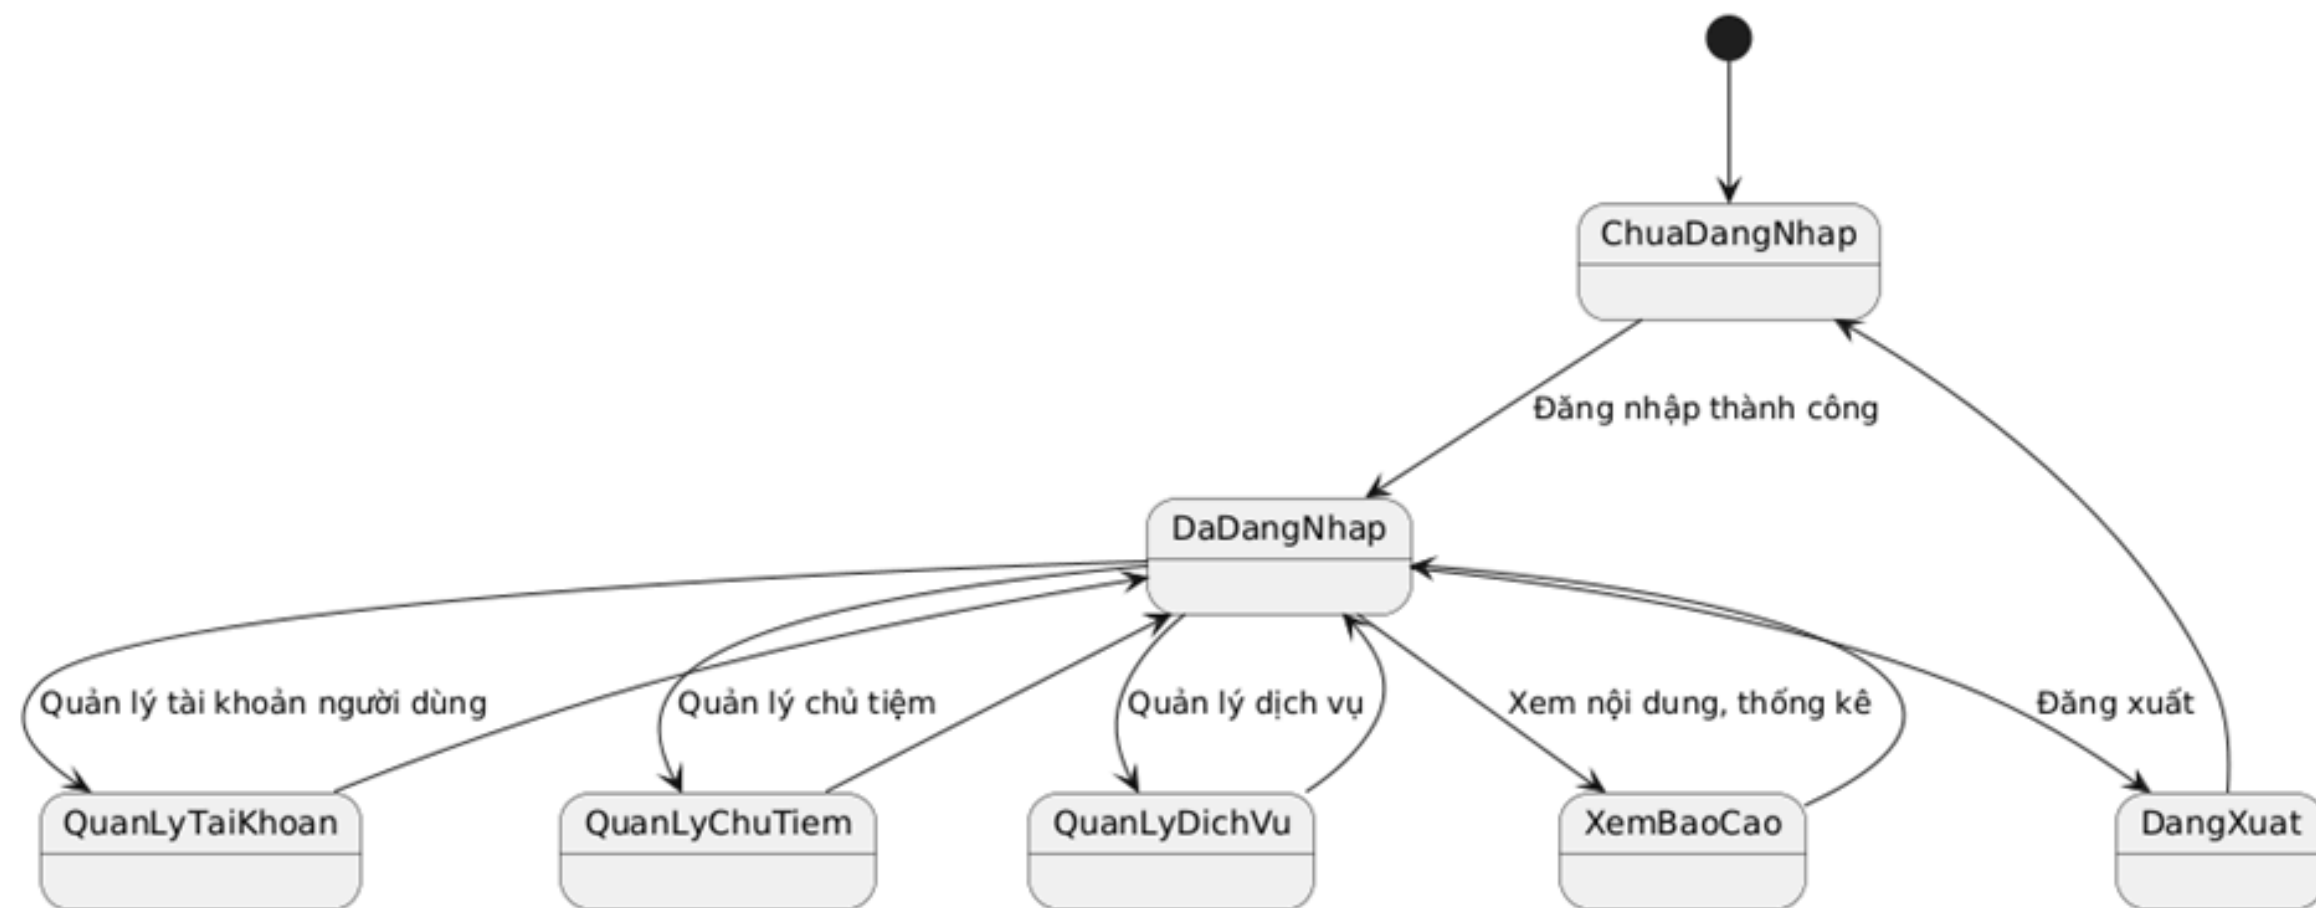 ChuaDangNhap
Đăng nhập thành công
DaDangNhap
Quản lý tài khoản người dùng
Quản lý chủ tiệm
Quản lý dịch vụ
Xem nội dung, thống kê
Đăng xuất
QuanLyTaiKhoan
QuanLyChuTiem
QuanLyDichVu
XemBaoCao
DangXuat